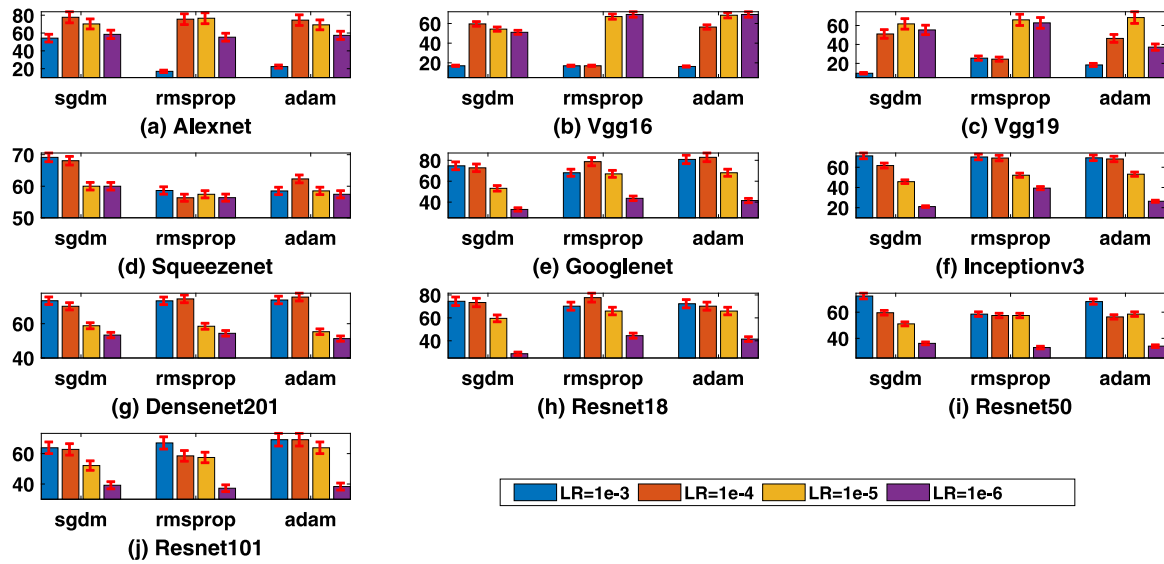 80
60
40
20
sgdm rmsprop adam
(a) Alexnet
60
40
20
sgdm rmsprop adam
(b) Vgg16
60
40
20
sgdm rmsprop adam
(c) Vgg19
70
60
50
sgdm rmsprop adam
(d) Squeezenet
80
60
40
sgdm rmsprop adam
(e) Googlenet
60
40
20
sgdm rmsprop adam
(f) Inceptionv3
60
40
sgdm rmsprop adam
(g) Densenet201
80
60
40
sgdm rmsprop adam
(h) Resnet18
60
40
sgdm rmsprop adam
(i) Resnet50
60
40
sgdm rmsprop adam
(j) Resnet101
LR=1e-3 LR=1e-4 LR=1e-5 LR=1e-6